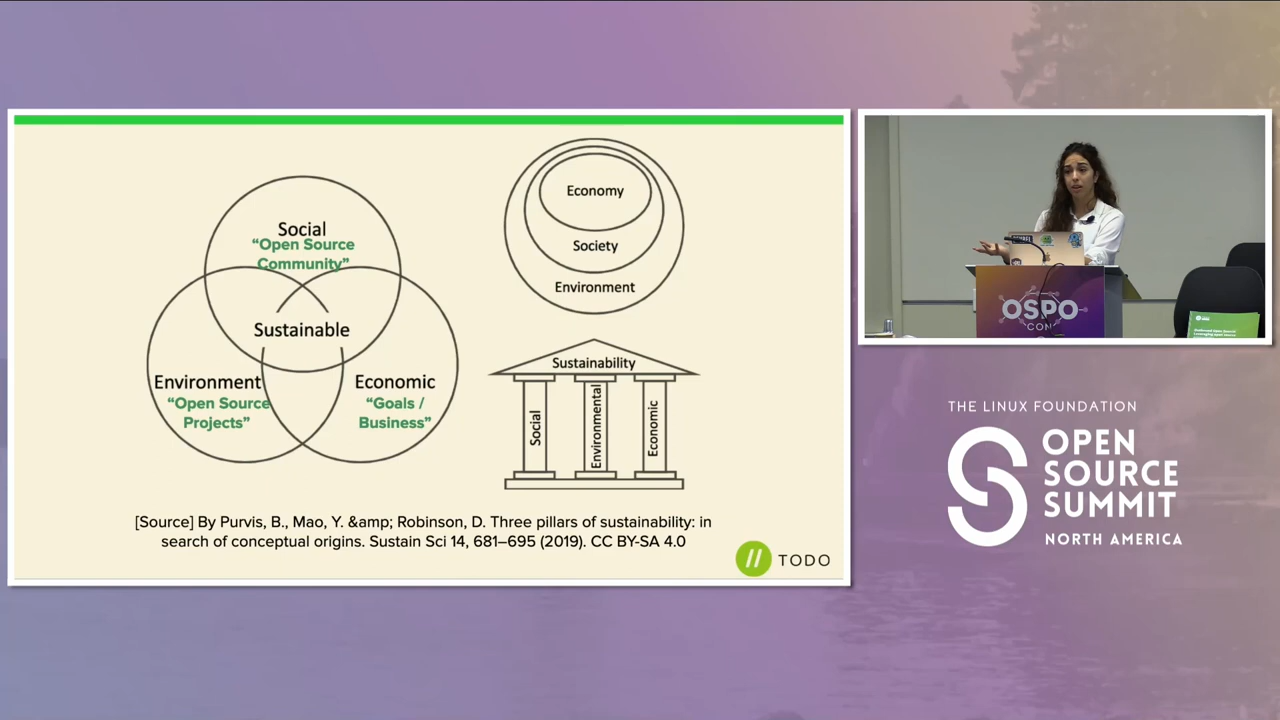 Social
“Open Source
Community”
Sustainable
Environment
“Open Source
Projects”
Economic
“Goals /
Business”
Economy
Society
Environment
Sustainability
Social
Environmental
Economic
[Source] By Purvis, B., Mao, Y. &amp; Robinson, D. Three pillars of sustainability: in
search of conceptual origins. Sustain Sci 14, 681–695 (2019). CC BY-SA 4.0
// TODO
OSPO
CON
THE LINUX FOUNDATION
OPEN
SOURCE
SUMMIT
NORTH AMERICA